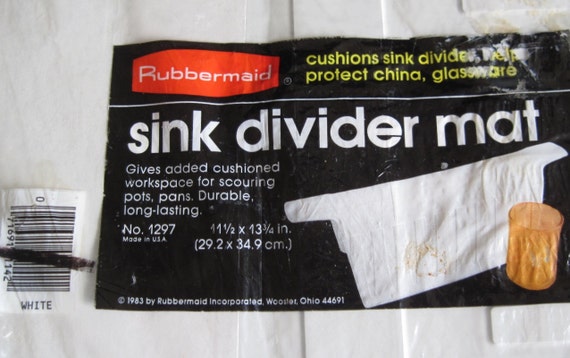 Rubbermaid®
cushions sink divider, help
protect china, glassware
sink divider mat
Gives added cushioned
workspace for scouring
pots, pans. Durable,
long-lasting.
No. 1297 11½ x 13¾ in.
Made in U.S.A. (29.2 x 34.9 cm.)
© 1983 by Rubbermaid Incorporated, Wooster, Ohio 44691
0
WHITE